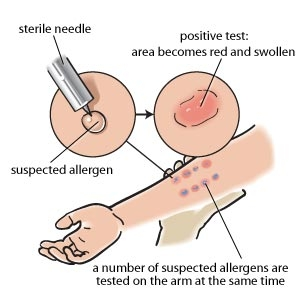 sterile needle
positive test:
area becomes red and swollen
suspected allergen
a number of suspected allergens are
tested on the arm at the same time